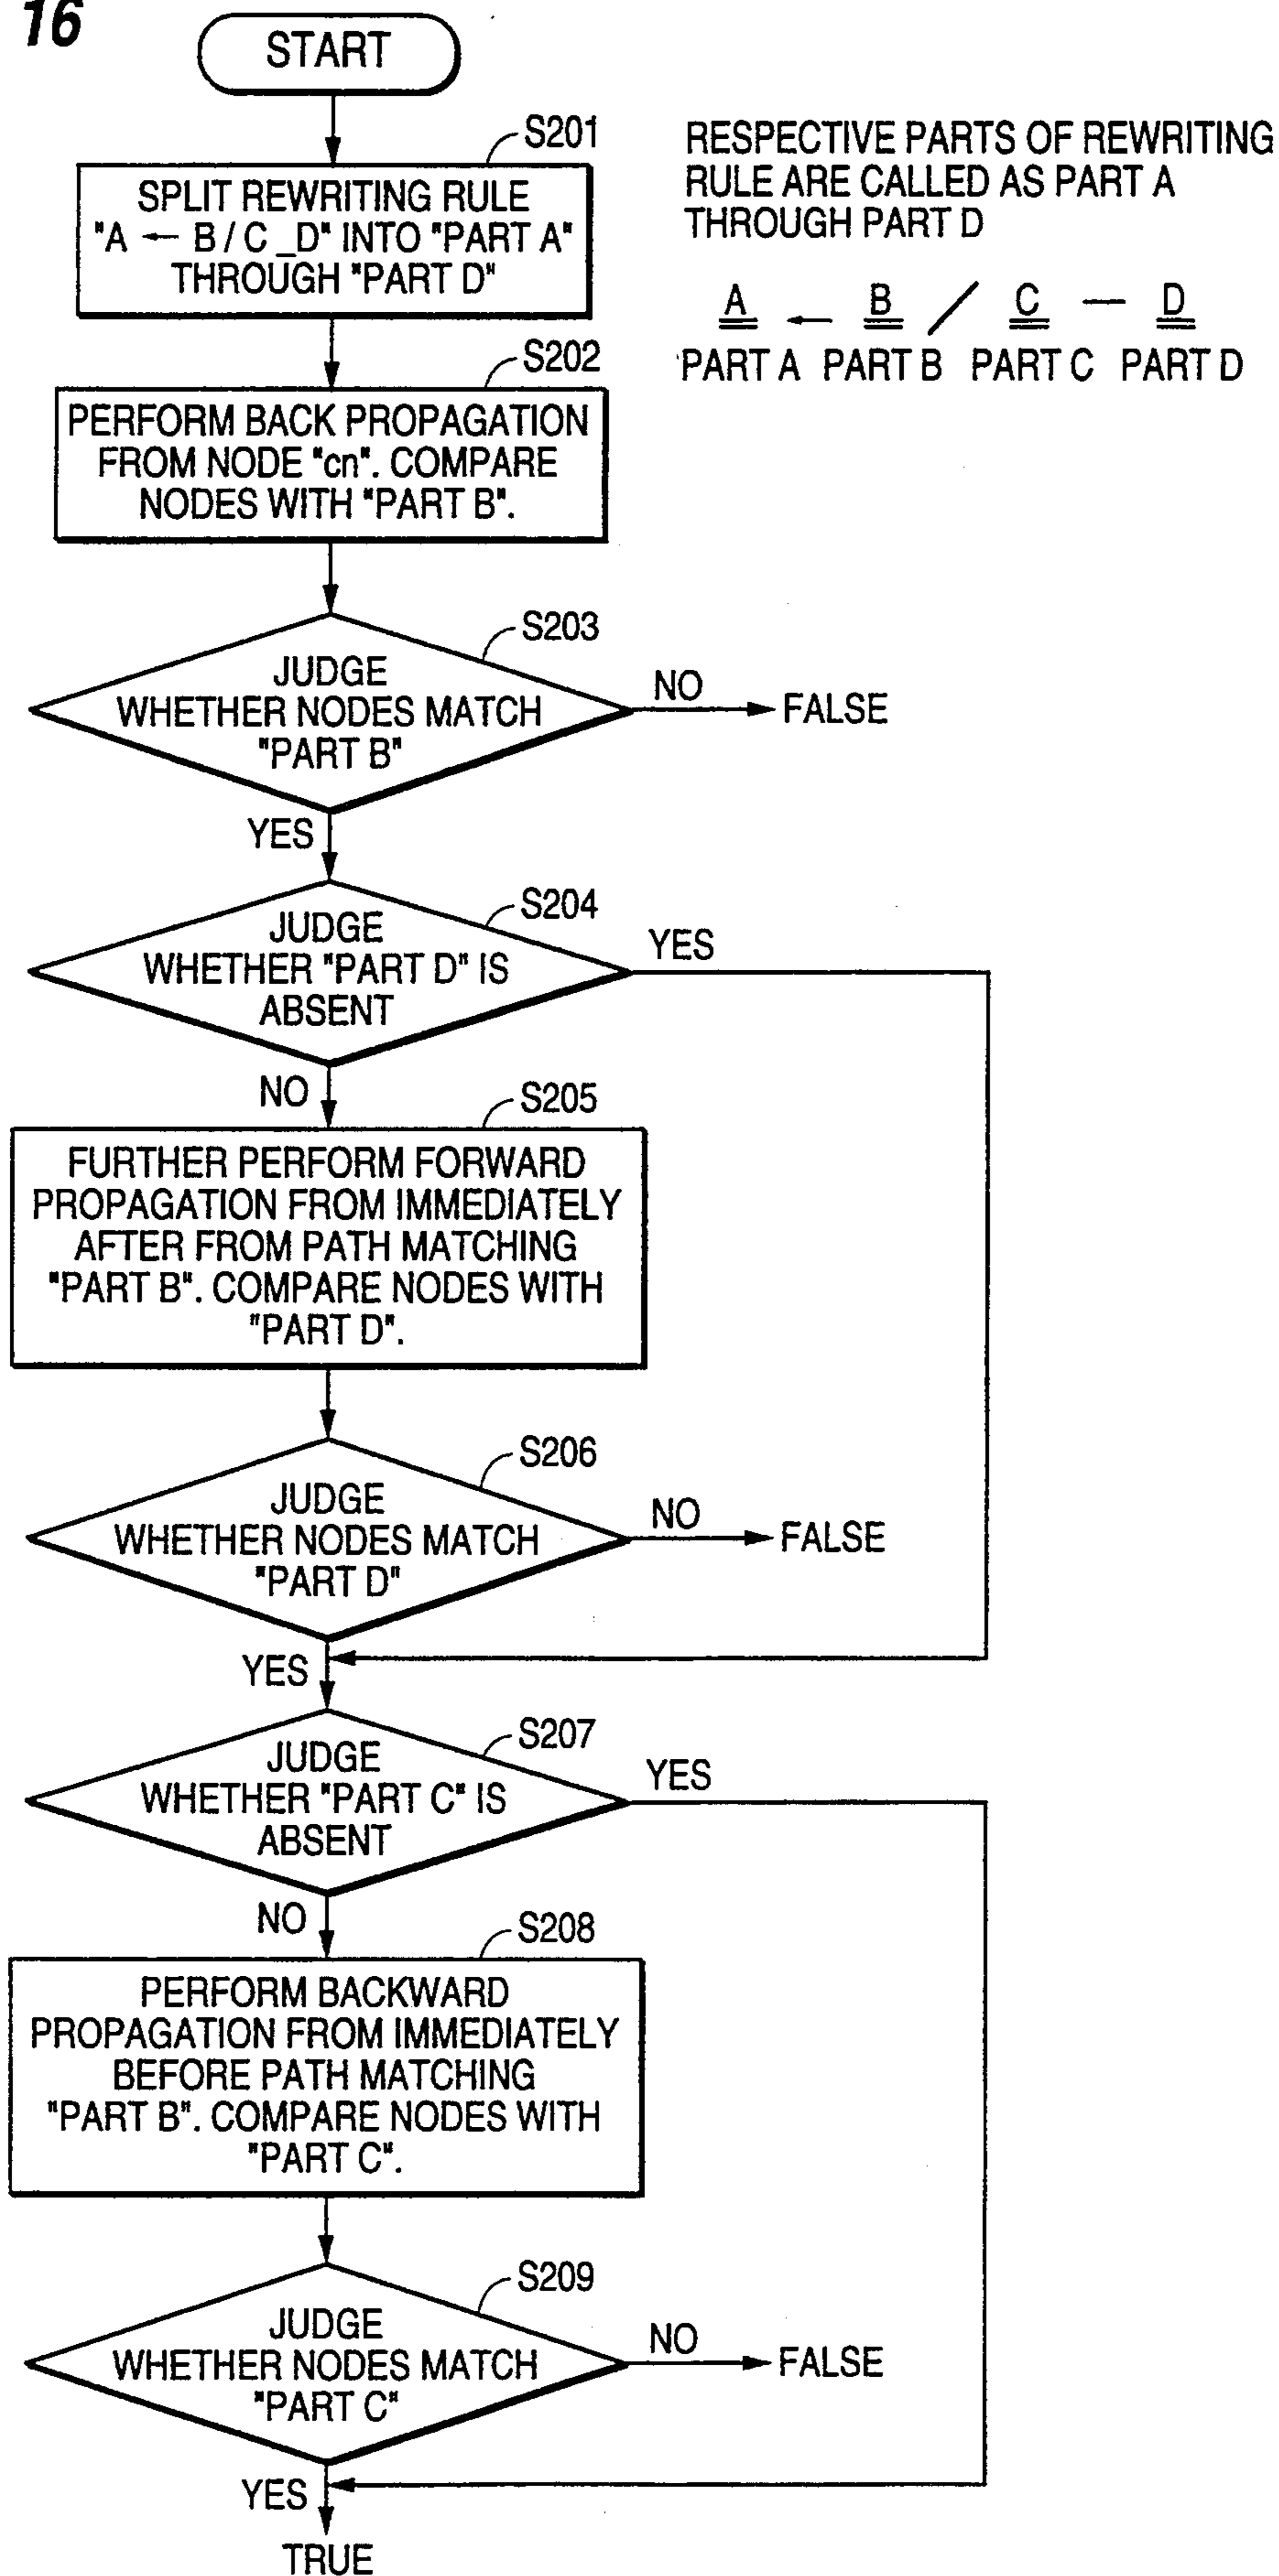 16
START
S201
SPLIT REWRITING RULE
"A ← B / C _D" INTO "PART A"
THROUGH "PART D"
RESPECTIVE PARTS OF REWRITING
RULE ARE CALLED AS PART A
THROUGH PART D
A ← B / C — D
PART A PART B PART C PART D
S202
PERFORM BACK PROPAGATION
FROM NODE "cn". COMPARE
NODES WITH "PART B".
S203
JUDGE
WHETHER NODES MATCH
"PART B"
NO
FALSE
YES
S204
JUDGE
WHETHER "PART D" IS
ABSENT
YES
NO
S205
FURTHER PERFORM FORWARD
PROPAGATION FROM IMMEDIATELY
AFTER FROM PATH MATCHING
"PART B". COMPARE NODES WITH
"PART D".
S206
JUDGE
WHETHER NODES MATCH
"PART D"
NO
FALSE
YES
S207
JUDGE
WHETHER "PART C" IS
ABSENT
YES
NO
S208
PERFORM BACKWARD
PROPAGATION FROM IMMEDIATELY
BEFORE PATH MATCHING
"PART B". COMPARE NODES WITH
"PART C".
S209
JUDGE
WHETHER NODES MATCH
"PART C"
NO
FALSE
YES
TRUE